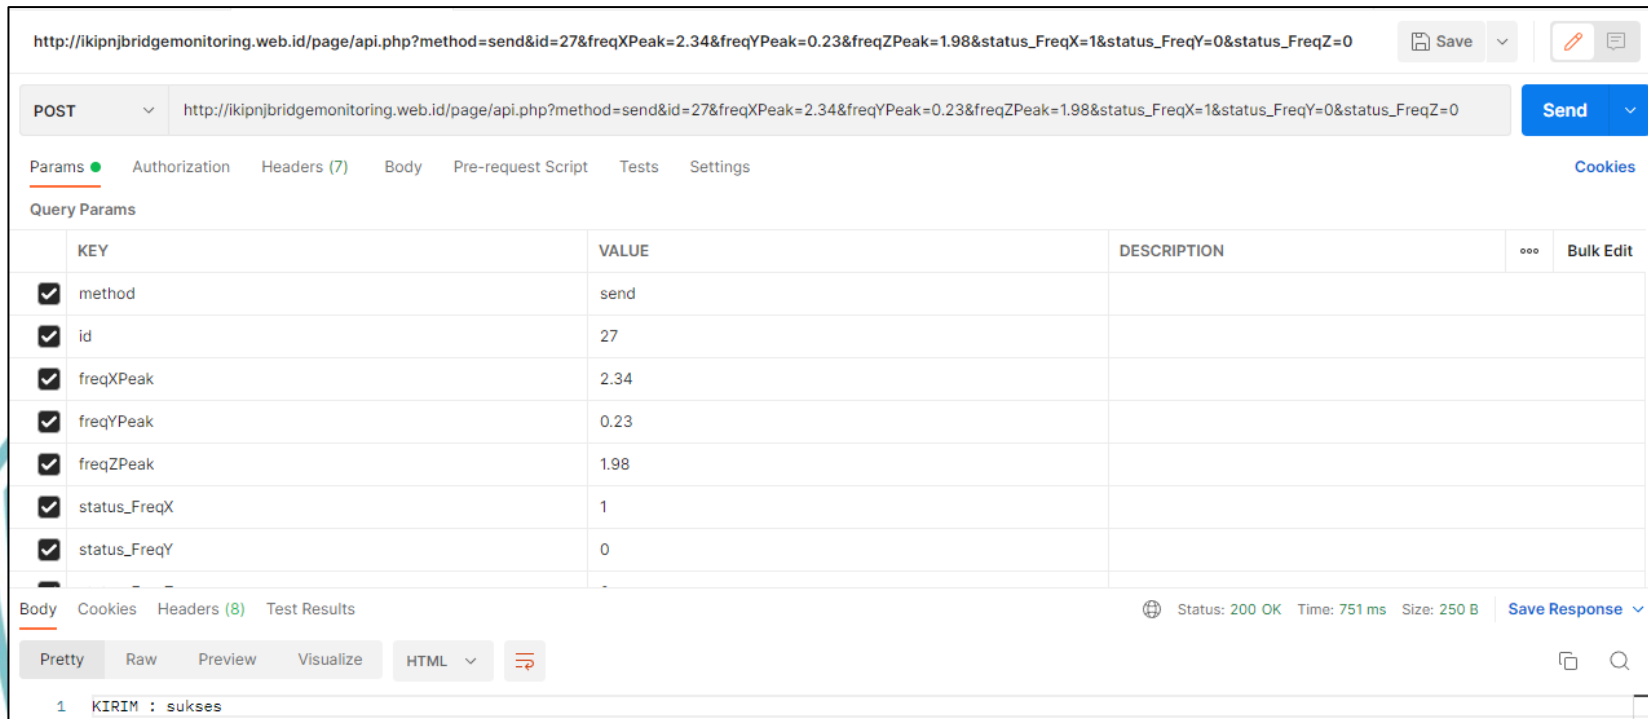 http://ikipnjbridgemonitoring.web.id/page/api.php?method=send&id=27&freqXPeak=2.34&freqYPeak=0.23&freqZPeak=1.98&status_FreqX=1&status_FreqY=0&status_FreqZ=0 Save
POST http://ikipnjbridgemonitoring.web.id/page/api.php?method=send&id=27&freqXPeak=2.34&freqYPeak=0.23&freqZPeak=1.98&status_FreqX=1&status_FreqY=0&status_FreqZ=0 Send
Params Authorization Headers (7) Body Pre-request Script Tests Settings Cookies
Query Params
KEY VALUE DESCRIPTION ooo Bulk Edit
method send
id 27
freqXPeak 2.34
freqYPeak 0.23
freqZPeak 1.98
status_FreqX 1
status_FreqY 0
Body Cookies Headers (8) Test Results Status: 200 OK Time: 751 ms Size: 250 B Save Response
Pretty Raw Preview Visualize HTML
1 KIRIM : sukses